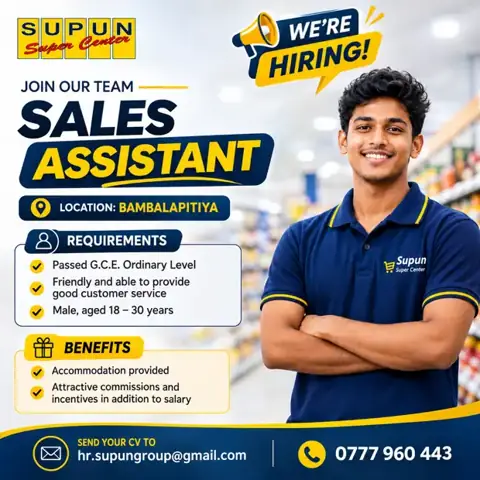 SUPUN
Super Center
WE'RE
HIRING!
JOIN OUR TEAM
SALES
ASSISTANT
LOCATION: BAMBALAPITIYA
REQUIREMENTS
Passed G.C.E. Ordinary Level
Friendly and able to provide
good customer service
Male, aged 18 – 30 years
Supun
Super Center
BENEFITS
Accommodation provided
Attractive commissions and
incentives in addition to salary
SEND YOUR CV TO
hr.supungroup@gmail.com
0777 960 443